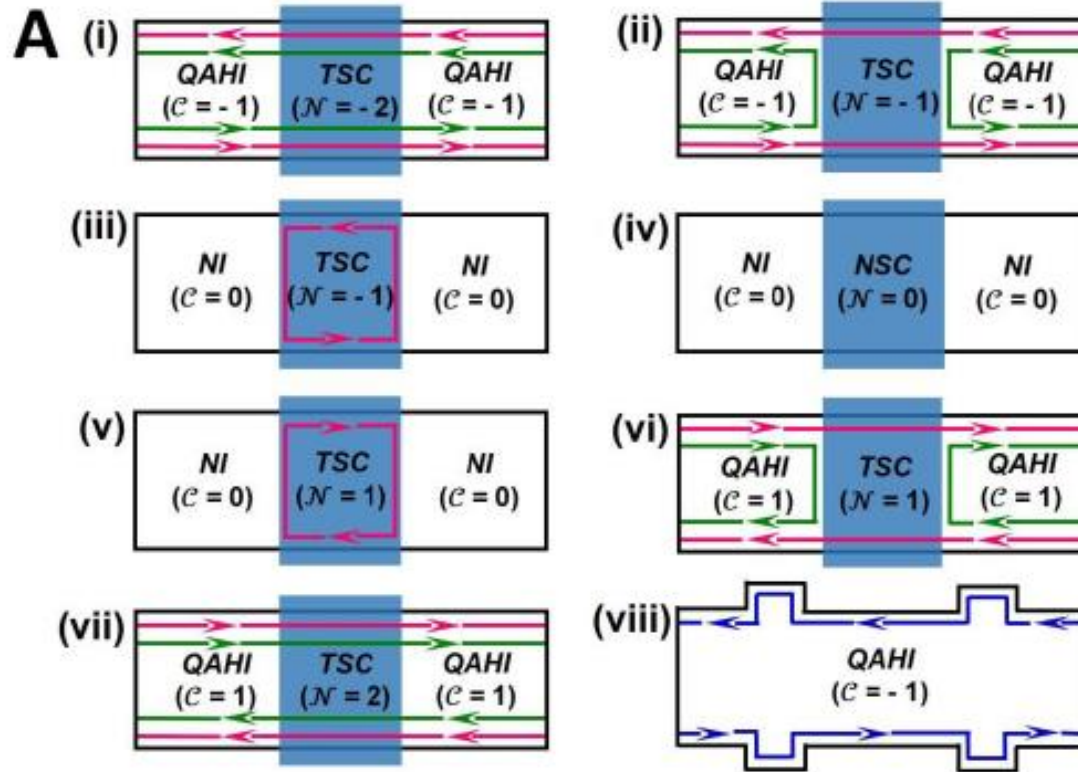 A
(i)
QAHI
(𝒞 = - 1)
TSC
(𝒩 = - 2)
QAHI
(𝒞 = - 1)
(ii)
QAHI
(𝒞 = - 1)
TSC
(𝒩 = - 1)
QAHI
(𝒞 = - 1)
(iii)
NI
(𝒞 = 0)
TSC
(𝒩 = - 1)
NI
(𝒞 = 0)
(iv)
NI
(𝒞 = 0)
NSC
(𝒩 = 0)
NI
(𝒞 = 0)
(v)
NI
(𝒞 = 0)
TSC
(𝒩 = 1)
NI
(𝒞 = 0)
(vi)
QAHI
(𝒞 = 1)
TSC
(𝒩 = 1)
QAHI
(𝒞 = 1)
(vii)
QAHI
(𝒞 = 1)
TSC
(𝒩 = 2)
QAHI
(𝒞 = 1)
(viii)
QAHI
(𝒞 = - 1)